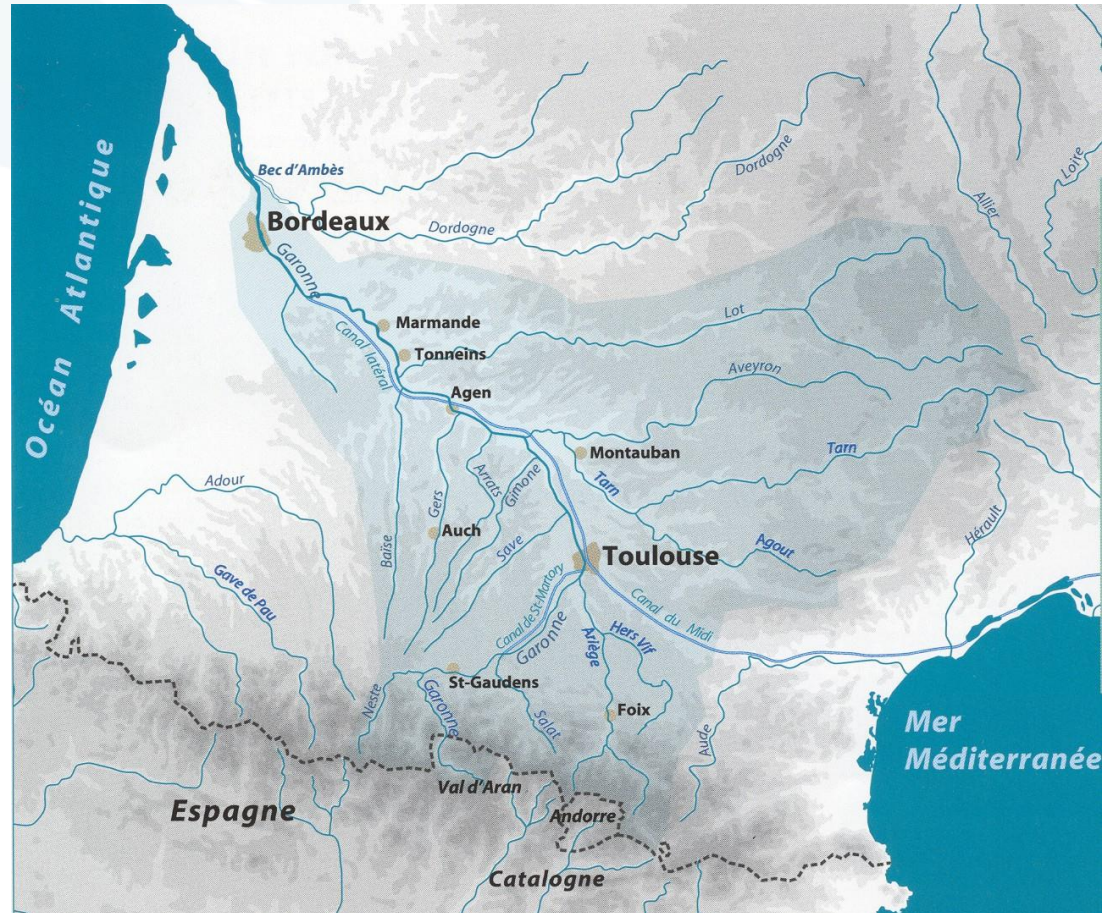 Bec d'Ambès
Bordeaux
Dordogne
Dordogne
Allier
Loire
Océan Atlantique
Garonne
Canal latéral
Marmande
Tonneins
Agen
Lot
Aveyron
Montauban
Tarn
Tarn
Adour
Gave de Pau
Baïse
Gers
Auch
Arrats
Gimone
Save
Toulouse
Agout
Hérault
Canal de St-Martory
Garonne
Ariège
Hers Vif
Canal du Midi
Neste
St-Gaudens
Garonne
Salat
Foix
Aude
Mer
Méditerranée
Espagne
Val d'Aran
Andorre
Catalogne